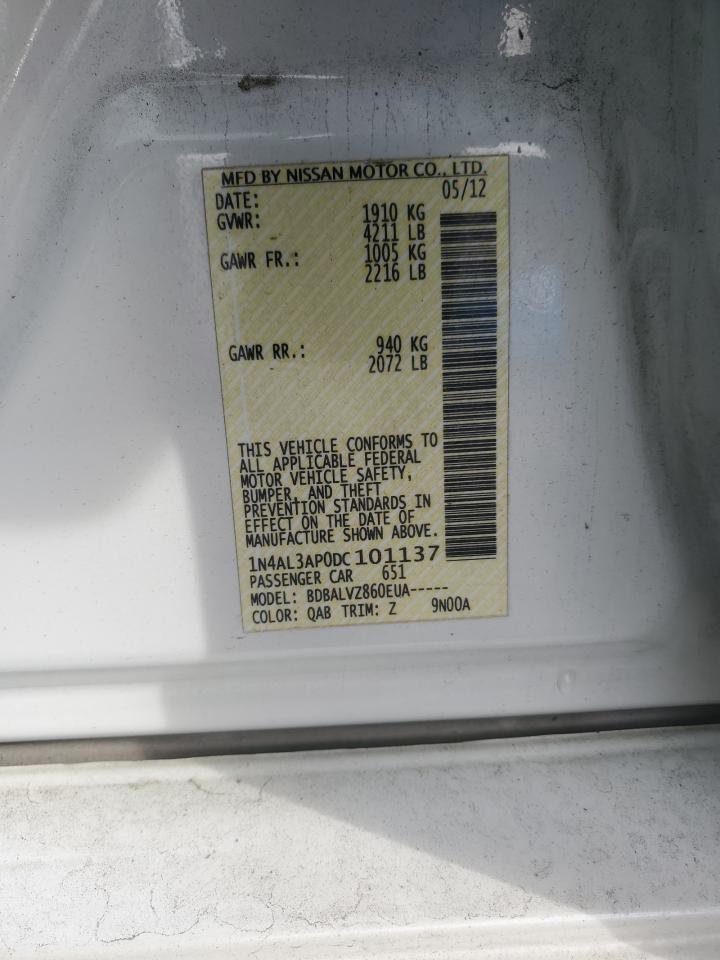 MFD BY NISSAN MOTOR CO., LTD.
DATE: 05/12
GVWR: 1910 KG
4211 LB
GAWR FR.: 1005 KG
2216 LB
GAWR RR.: 940 KG
2072 LB
THIS VEHICLE CONFORMS TO
ALL APPLICABLE FEDERAL
MOTOR VEHICLE SAFETY,
BUMPER, AND THEFT
PREVENTION STANDARDS IN
EFFECT ON THE DATE OF
MANUFACTURE SHOWN ABOVE.
1N4AL3AP0DC101137
PASSENGER CAR 651
MODEL: BDBALVZ860EUA-----
COLOR: QAB TRIM: Z 9N00A